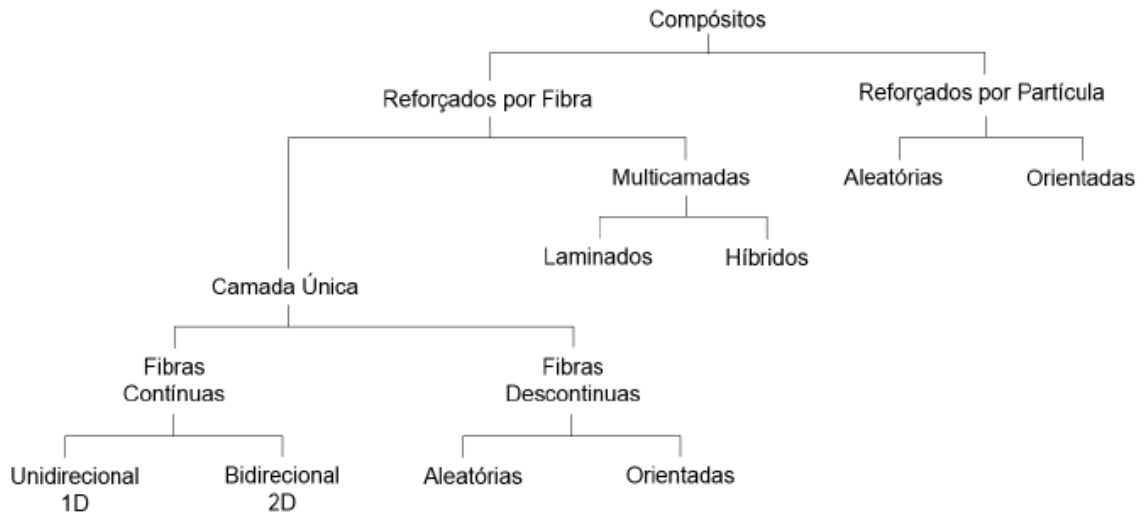 Compósitos
Reforçados por Fibra
Reforçados por Partícula
Multicamadas
Aleatórias
Orientadas
Laminados
Híbridos
Camada Única
Fibras
Contínuas
Fibras
Descontinuas
Unidirecional
1D
Bidirecional
2D
Aleatórias
Orientadas